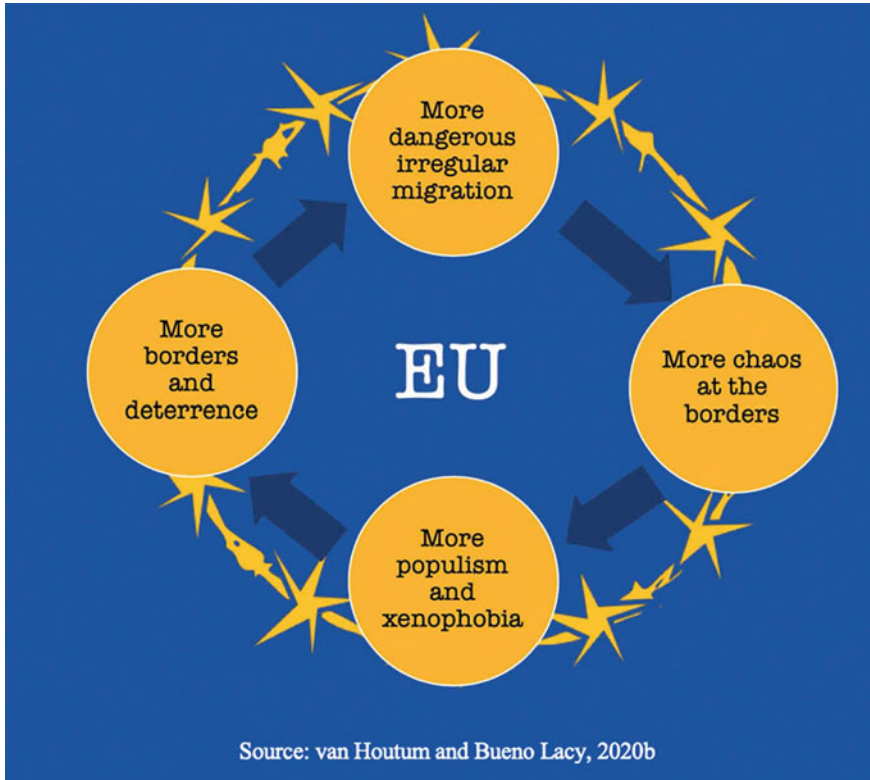 More
dangerous
irregular
migration
More
borders
and
deterrence
EU
More chaos
at the
borders
More
populism
and
xenophobia
Source: van Houtum and Bueno Lacy, 2020b